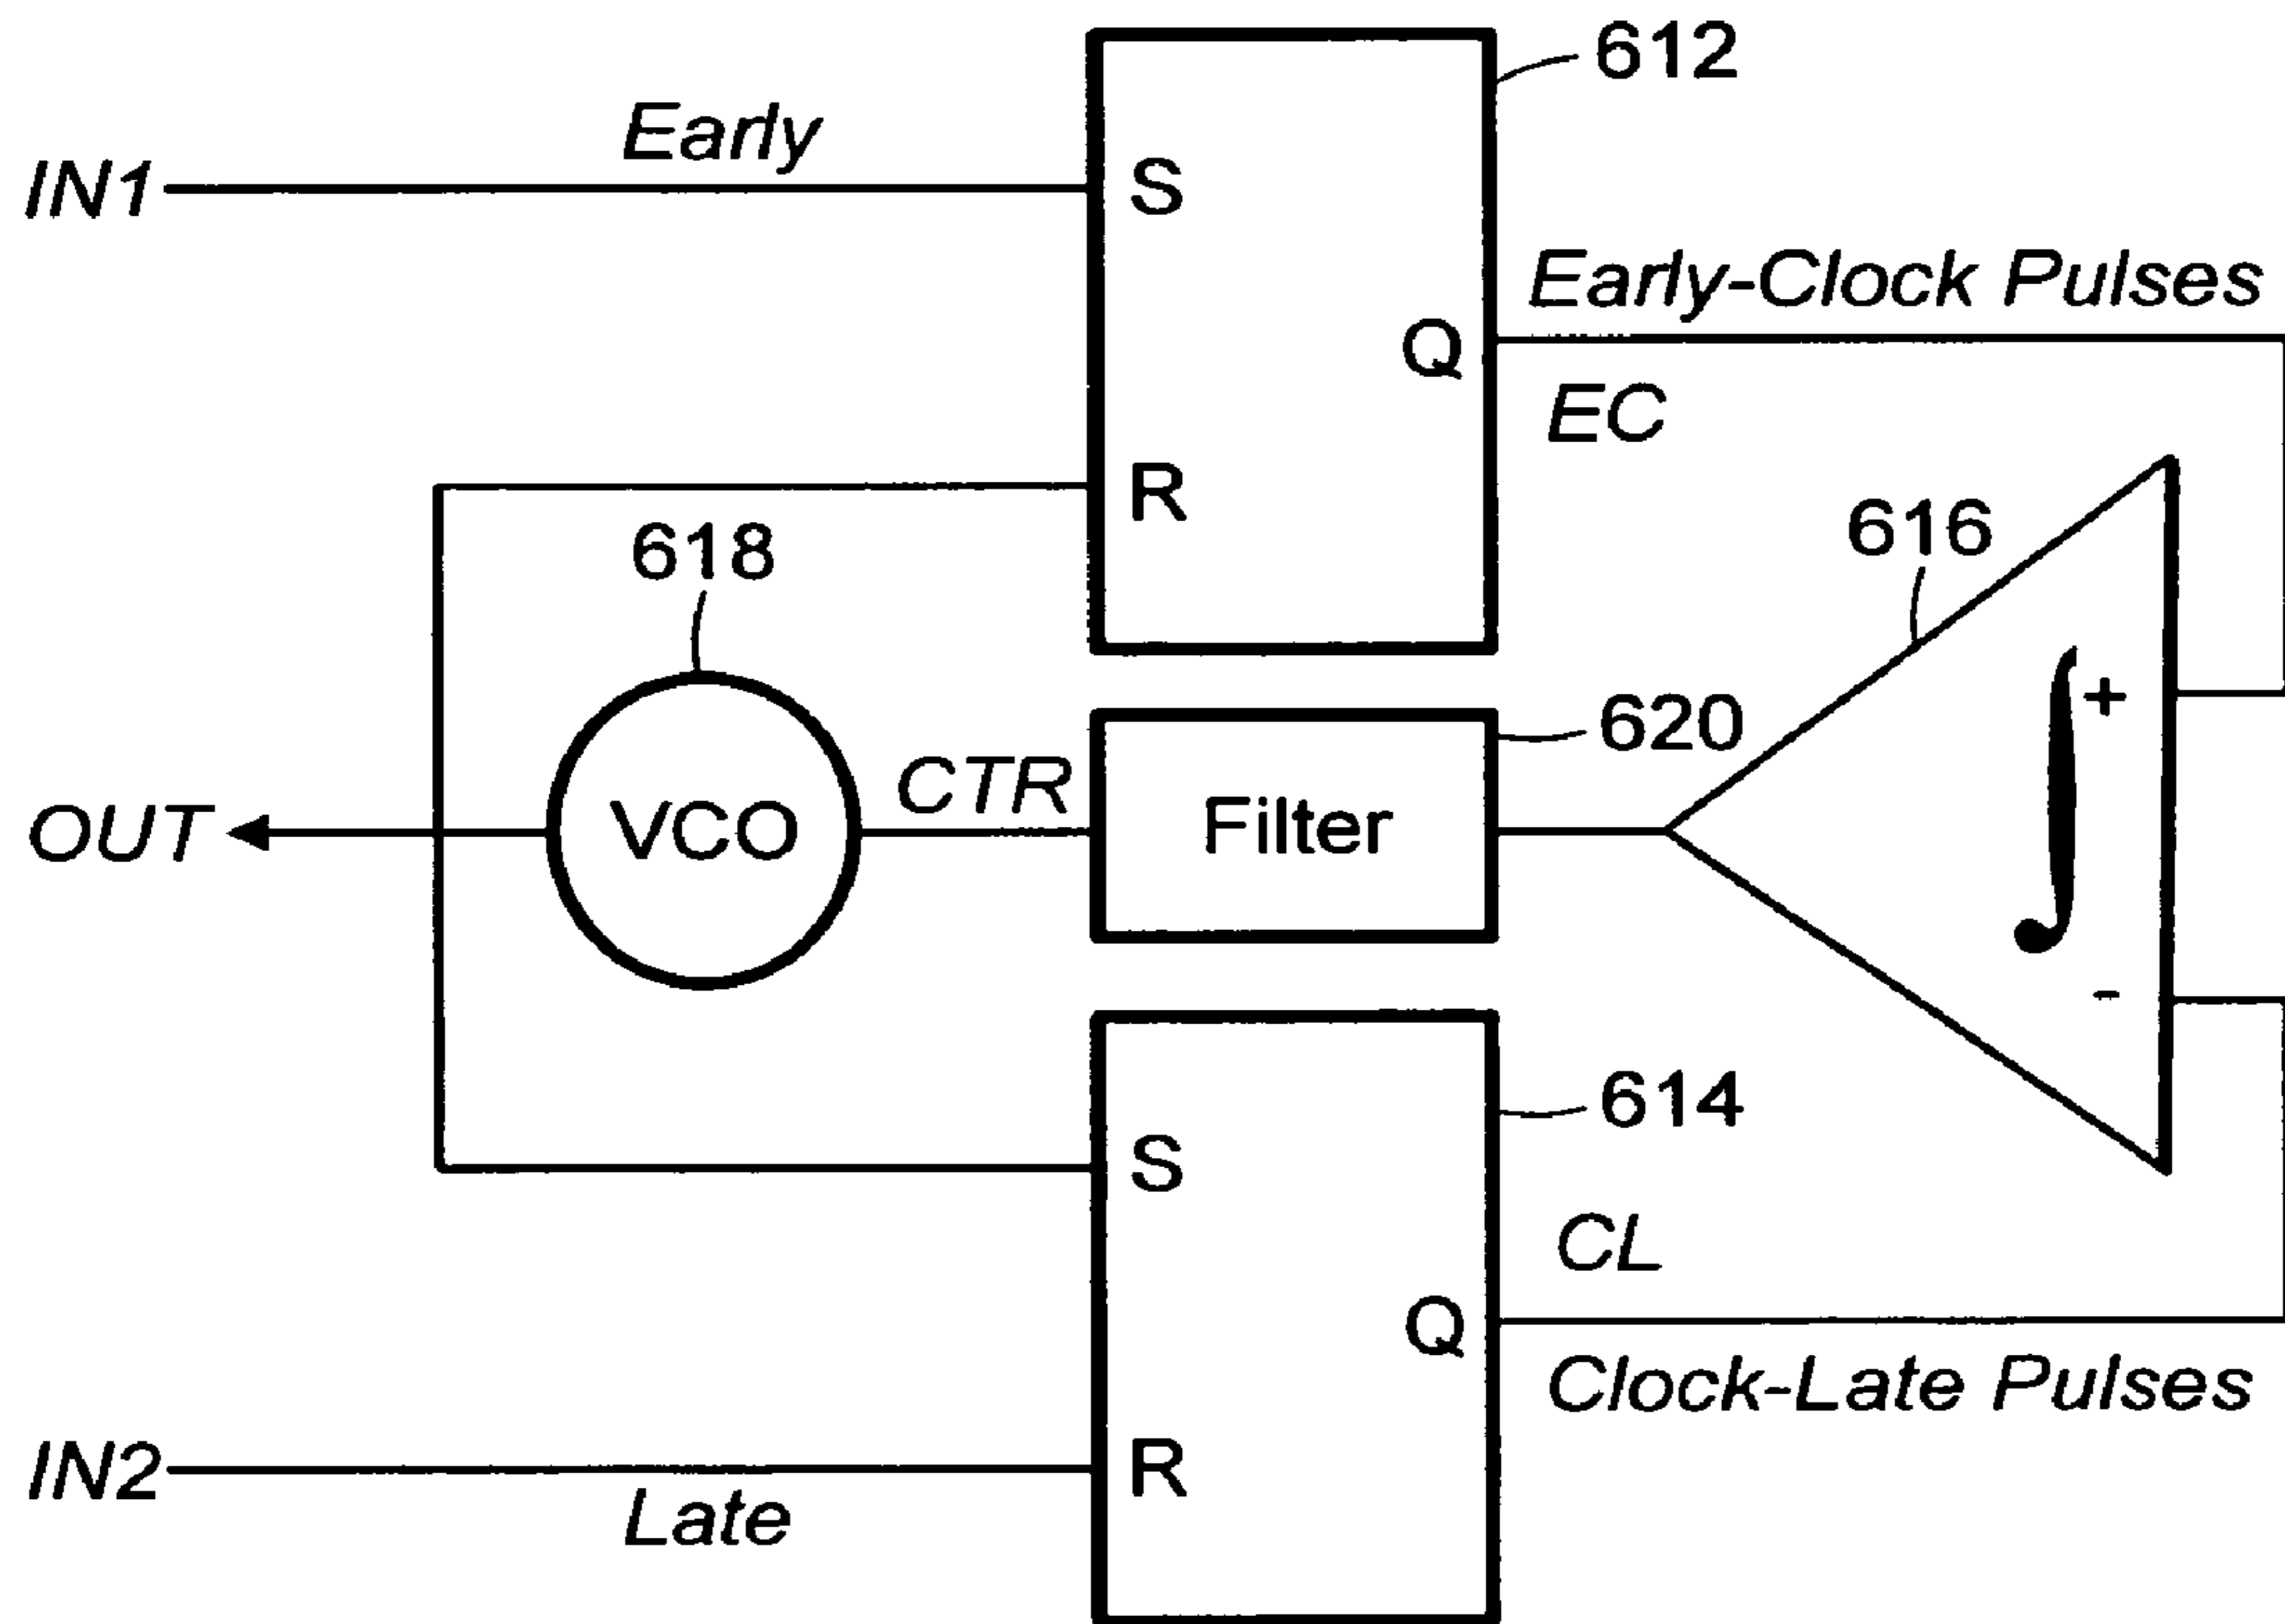 612
Early
IN1
S
Early-Clock Pulses
Q
EC
R
618
616
∫
+
620
CTR
OUT
VCO
Filter
-
614
S
CL
Q
Clock-Late Pulses
IN2
R
Late